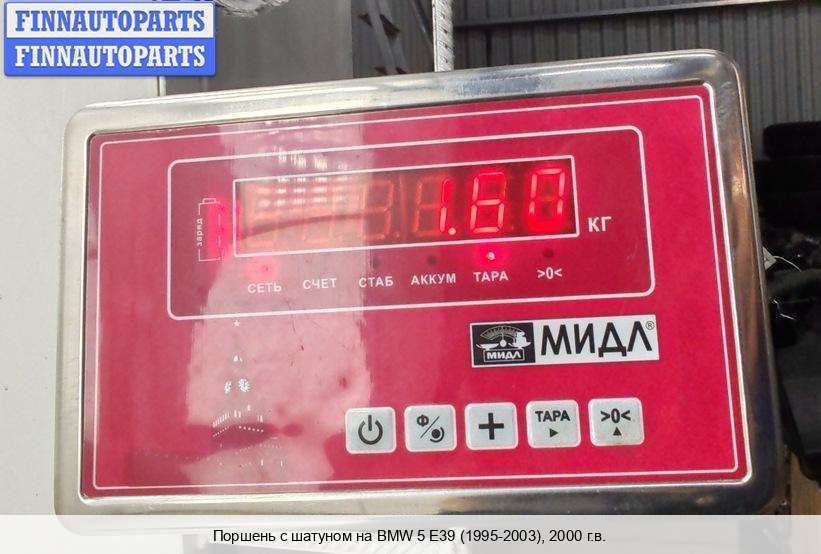 FINNAUTOPARTS
FINNAUTOPARTS
заряд
1.60
КГ
СЕТЬ СЧЕТ СТАБ АККУМ ТАРА >0<
МИДЛ
МИДЛ®
Ф/
ТАРА >0<
Поршень с шатуном на BMW 5 E39 (1995-2003), 2000 г.в.